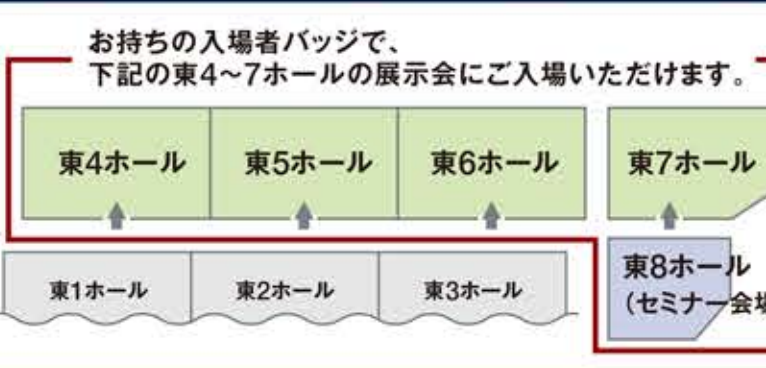 お持ちの入場者バッジで、
下記の東4〜7ホールの展示会にご入場いただけます。
東4ホール
東5ホール
東6ホール
東7ホール
東1ホール
東2ホール
東3ホール
東8ホール
(セミナー会場